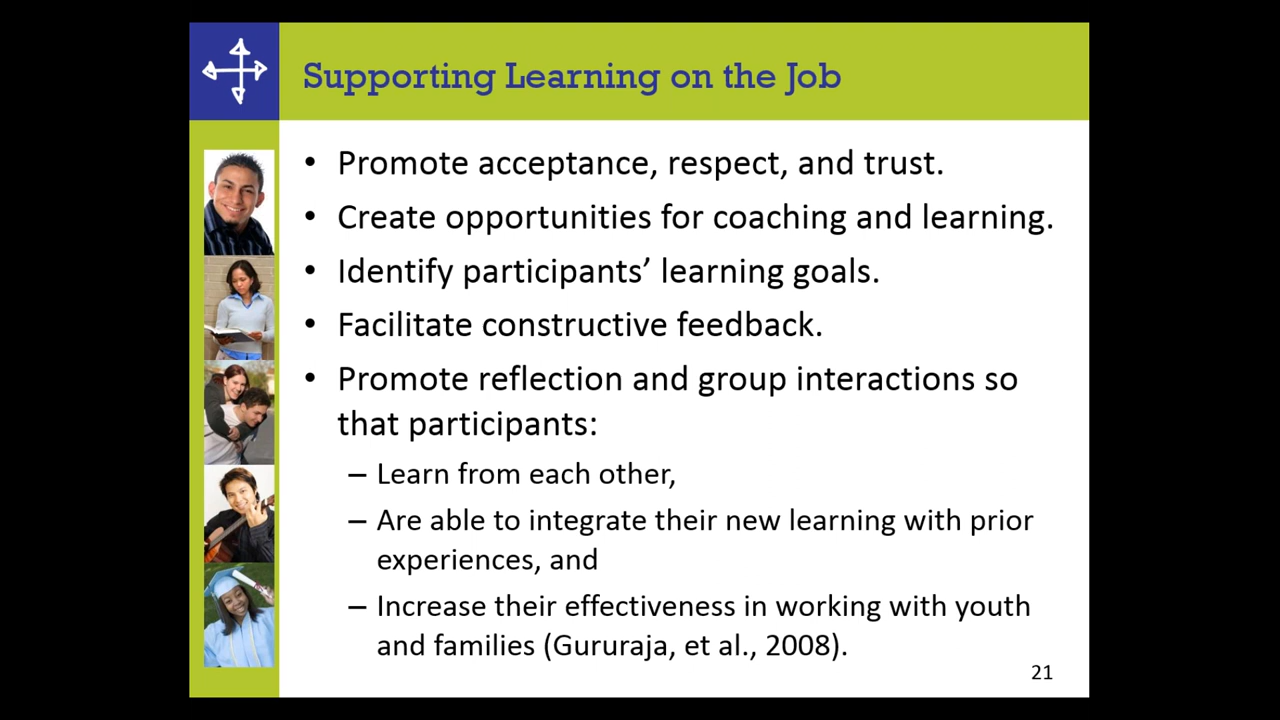 Supporting Learning on the Job
• Promote acceptance, respect, and trust.
• Create opportunities for coaching and learning.
• Identify participants’ learning goals.
• Facilitate constructive feedback.
• Promote reflection and group interactions so
that participants:
– Learn from each other,
– Are able to integrate their new learning with prior
experiences, and
– Increase their effectiveness in working with youth
and families (Gururaja, et al., 2008).
21